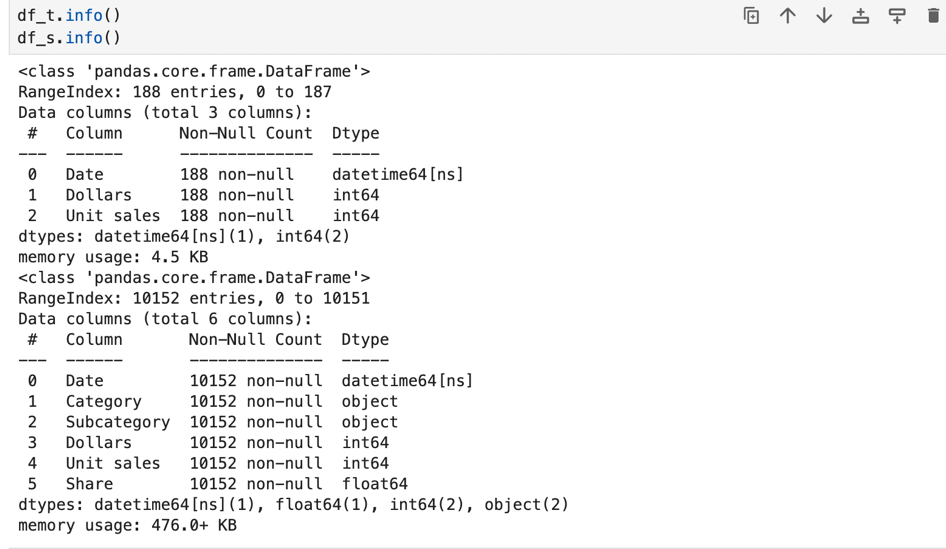 df_t.info()
df_s.info()
<class 'pandas.core.frame.DataFrame'>
RangeIndex: 188 entries, 0 to 187
Data columns (total 3 columns):
 #   Column      Non-Null Count  Dtype
---  ------      --------------  -----
 0   Date        188 non-null    datetime64[ns]
 1   Dollars     188 non-null    int64
 2   Unit sales  188 non-null    int64
dtypes: datetime64[ns](1), int64(2)
memory usage: 4.5 KB
<class 'pandas.core.frame.DataFrame'>
RangeIndex: 10152 entries, 0 to 10151
Data columns (total 6 columns):
 #   Column       Non-Null Count  Dtype
---  ------       --------------  -----
 0   Date         10152 non-null  datetime64[ns]
 1   Category     10152 non-null  object
 2   Subcategory  10152 non-null  object
 3   Dollars      10152 non-null  int64
 4   Unit sales   10152 non-null  int64
 5   Share        10152 non-null  float64
dtypes: datetime64[ns](1), float64(1), int64(2), object(2)
memory usage: 476.0+ KB